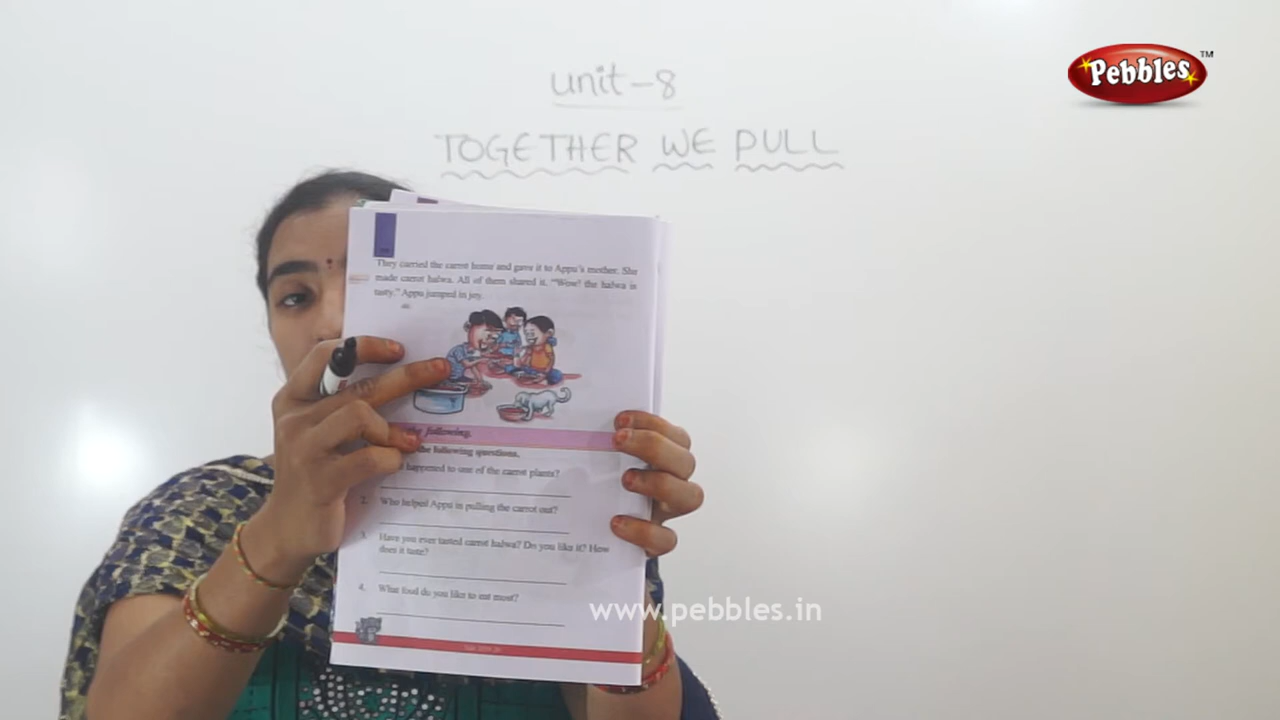 Pebbles TM
unit-8
TOGETHER WE PULL
They carried the carrot home and gave it to Appu's mother. She
made carrot halwa. All of them shared it. "Wow! the halwa is
tasty." Appu jumped in joy.
the following.
the following questions.
happened to one of the carrot plants?
2. Who helped Appu in pulling the carrot out?
3. Have you ever tasted carrot halwa? Do you like it? How
does it taste?
4. What food do you like to eat most?
www.pebbles.in